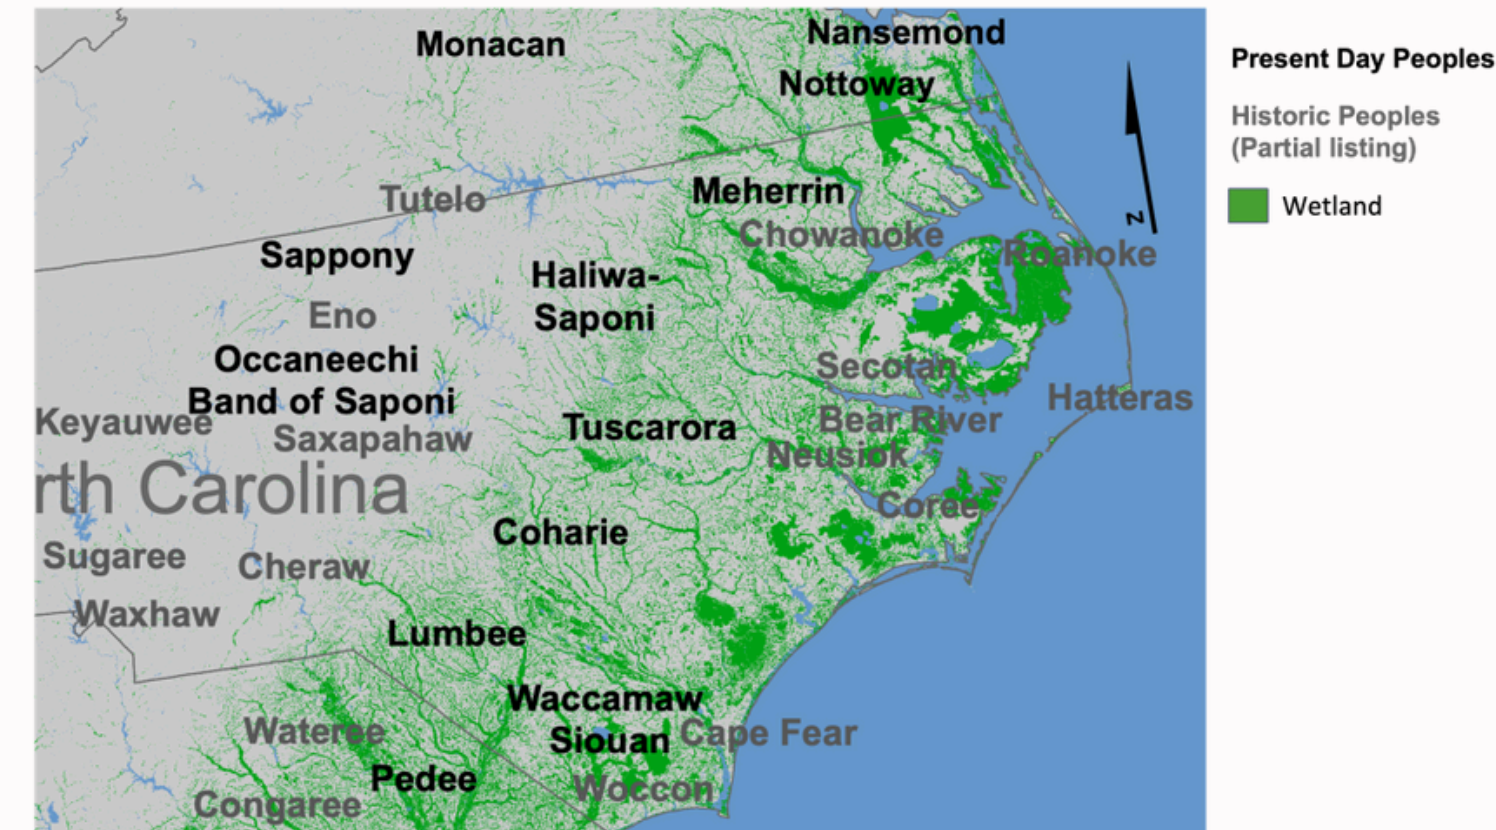 Monacan
Nansemond
Nottoway
Present Day Peoples
Historic Peoples
(Partial listing)
Wetland
N
Tutelo
Meherrin
Chowanoke
Roanoke
Sappony
Haliwa-
Saponi
Eno
Occaneechi
Band of Saponi
Secotan
Hatteras
Keyauwee
Saxapahaw
Tuscarora
Bear River
Neusiok
rth Carolina
Coree
Coharie
Sugaree
Cheraw
Waxhaw
Lumbee
Waccamaw
Siouan
Cape Fear
Wateree
Pedee
Woccon
Congaree